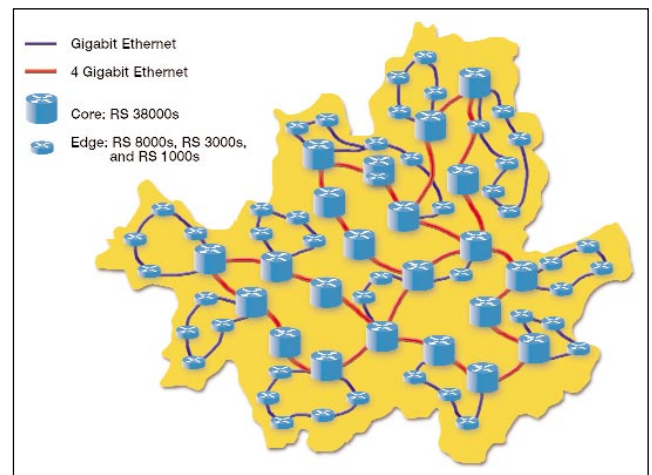 Gigabit Ethernet
4 Gigabit Ethernet
Core: RS 38000s
Edge: RS 8000s, RS 3000s,
and RS 1000s